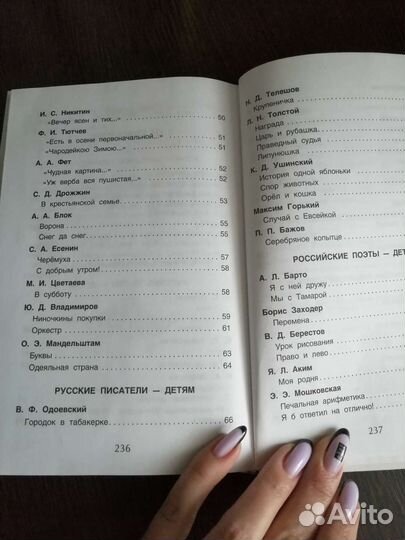 И. С. Никитин
«Вечер ясен и тих...» 50
Ф. И. Тютчев
«Есть в осени первоначальной...» 51
«Чародейкою Зимою...» 51
А. А. Фет
«Чудная картина...» 52
«Уж верба вся пушистая...» 52
С. Д. Дрожжин
В крестьянской семье 53
А. А. Блок
Ворона 55
Снег да снег 55
С. А. Есенин
Черёмуха 57
С добрым утром! 58
М. И. Цветаева
В субботу 58
Ю. Д. Владимиров
Ниночкины покупки 59
Оркестр 61
О. Э. Мандельштам
Буквы 63
Одеяльная страна 64
РУССКИЕ ПИСАТЕЛИ — ДЕТЯМ
В. Ф. Одоевский
Городок в табакерке 66
236
Н. Д. Телешов
Крупеничка
Л. Н. Толстой
Награда
Царь и рубашка
Праведный судья
Липунюшка
К. Д. Ушинский
История одной яблоньки
Спор животных
Орёл и кошка
Максим Горький
Случай с Евсейкой
П. П. Бажов
Серебряное копытце
РОССИЙСКИЕ ПОЭТЫ — ДЕТ
А. Л. Барто
Я с ней дружу
Мы с Тамарой
Борис Заходер
Перемена
В. Д. Берестов
Урок рисования
Право и лево
Я. Л. Аким
Моя родня
Э. Э. Мошковская
Печальная арифметика
Я б ответил на отлично!
237
Avito